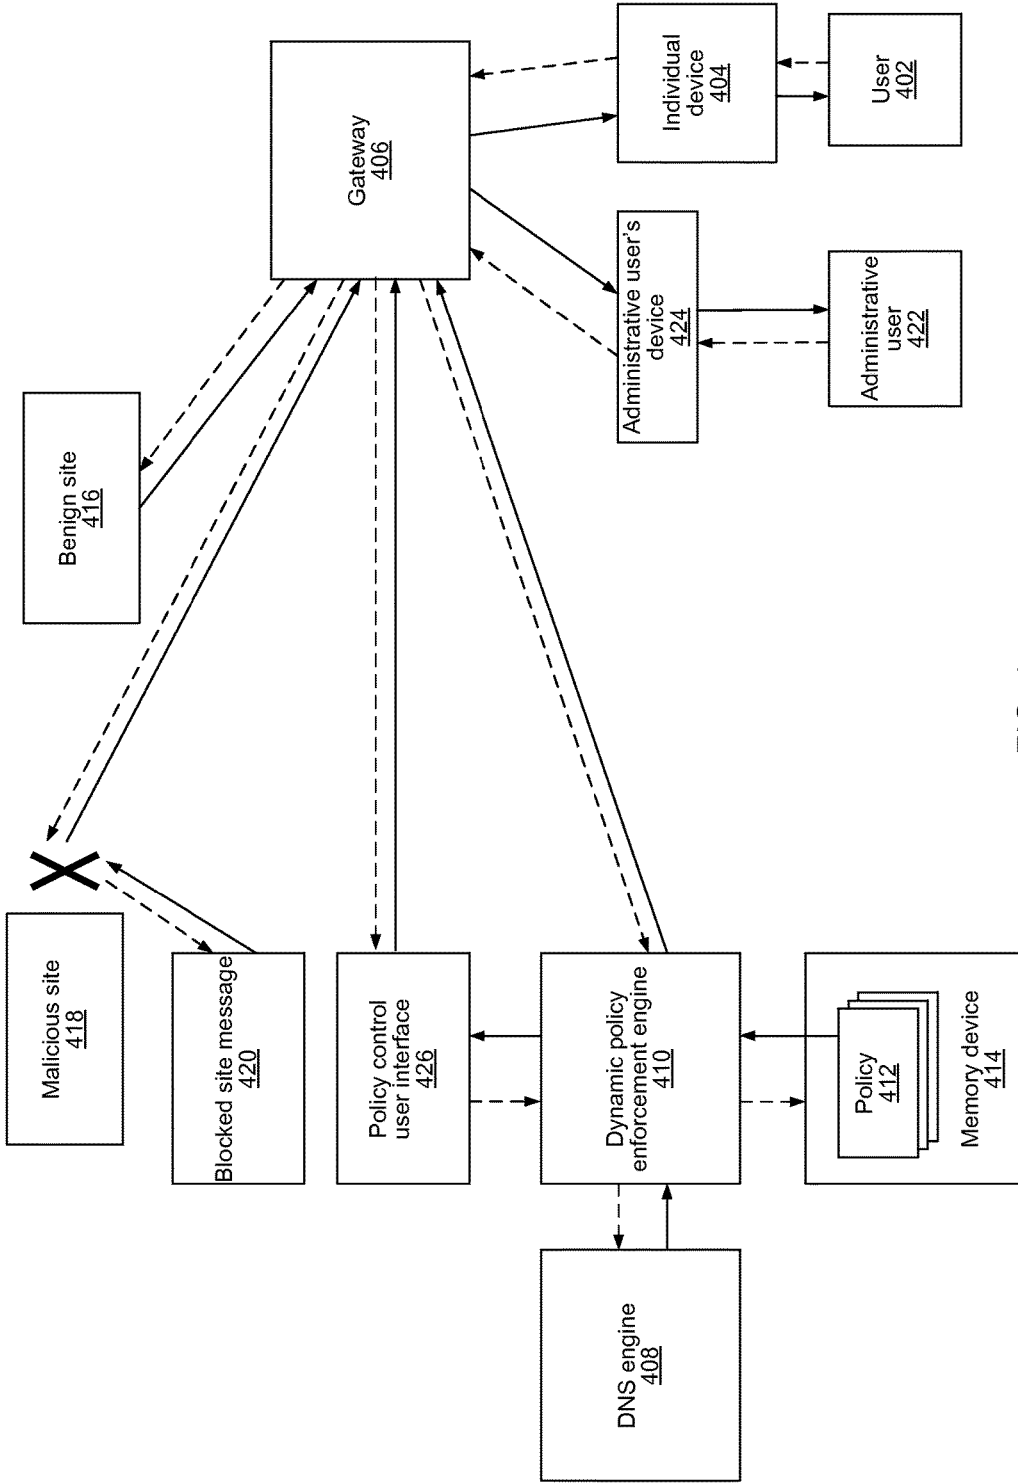 Malicious site
418
Blocked site message
420
Benign site
416
Policy control
user interface
426
Gateway
406
DNS engine
408
Dynamic policy
enforcement engine
410
Administrative user's
device
424
Individual
device
404
Policy
412
Memory device
414
Administrative
user
422
User
402